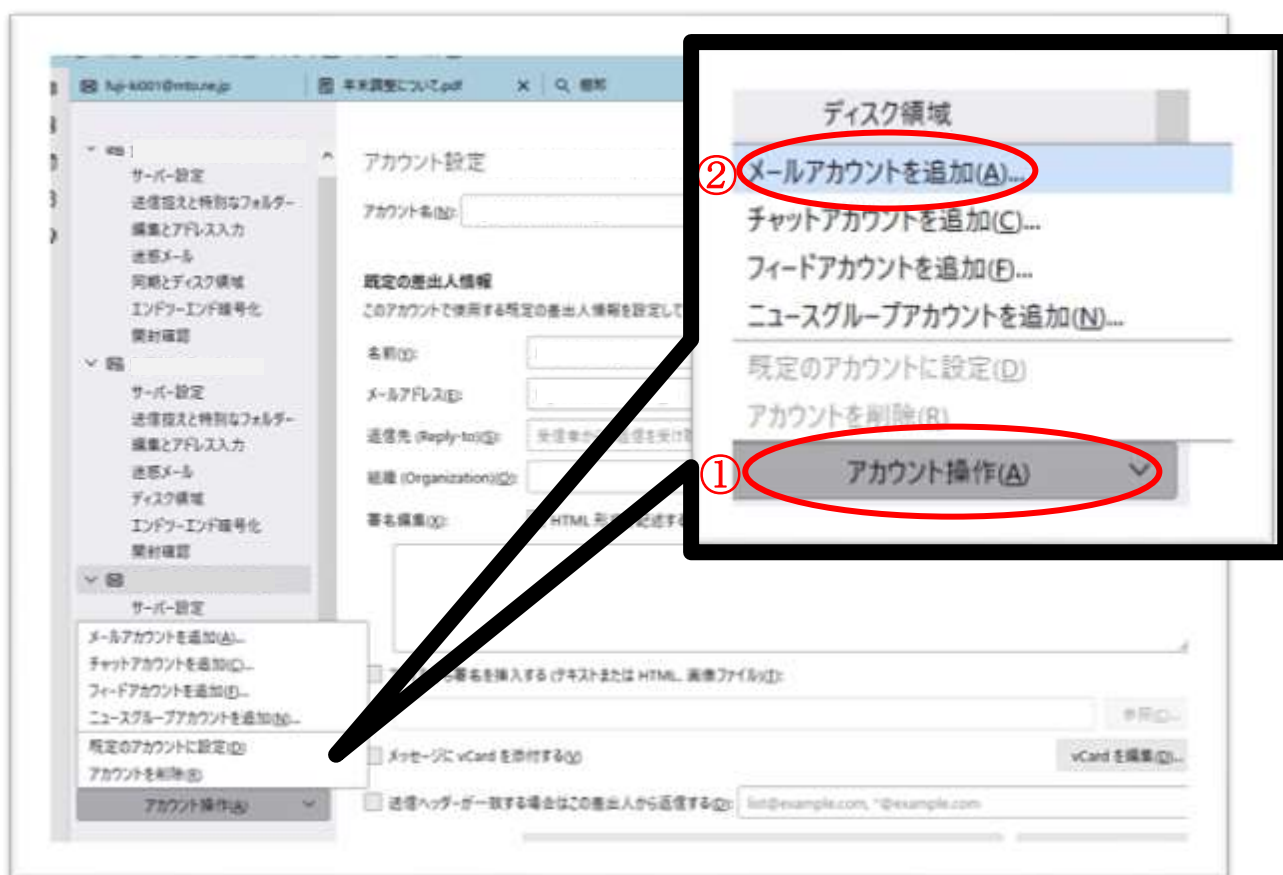 年末調整について.pdf
サーバー設定
送信控えと特別なフォルダー
編集とアドレス入力
迷惑メール
同期とディスク領域
エンドツーエンド暗号化
開封確認
サーバー設定
送信控えと特別なフォルダー
編集とアドレス入力
迷惑メール
ディスク領域
エンドツーエンド暗号化
開封確認
サーバー設定
メールアカウントを追加(A)...
チャットアカウントを追加(C)...
フィードアカウントを追加(F)...
ニュースグループアカウントを追加(N)...
既定のアカウントに設定(D)
アカウントを削除(R)
アカウント操作(A)
アカウント設定
アカウント名(N):
既定の差出人情報
このアカウントで使用する既定の差出人情報を設定して
名前(Y):
メールアドレス(E):
返信先 (Reply-to)(S):
組織 (Organization)(O):
署名編集(X):
HTML
署名を挿入する (テキストまたは HTML、画像ファイル)(T):
参照(C)...
メッセージに vCard を添付する(V)
vCard を編集(D)...
送信ヘッダーが一致する場合はこの差出人から返信する(D):
list@example.com, *@example.com
ディスク領域
② メールアカウントを追加(A)...
チャットアカウントを追加(C)...
フィードアカウントを追加(F)...
ニュースグループアカウントを追加(N)...
既定のアカウントに設定(D)
アカウントを削除(R)
① アカウント操作(A)